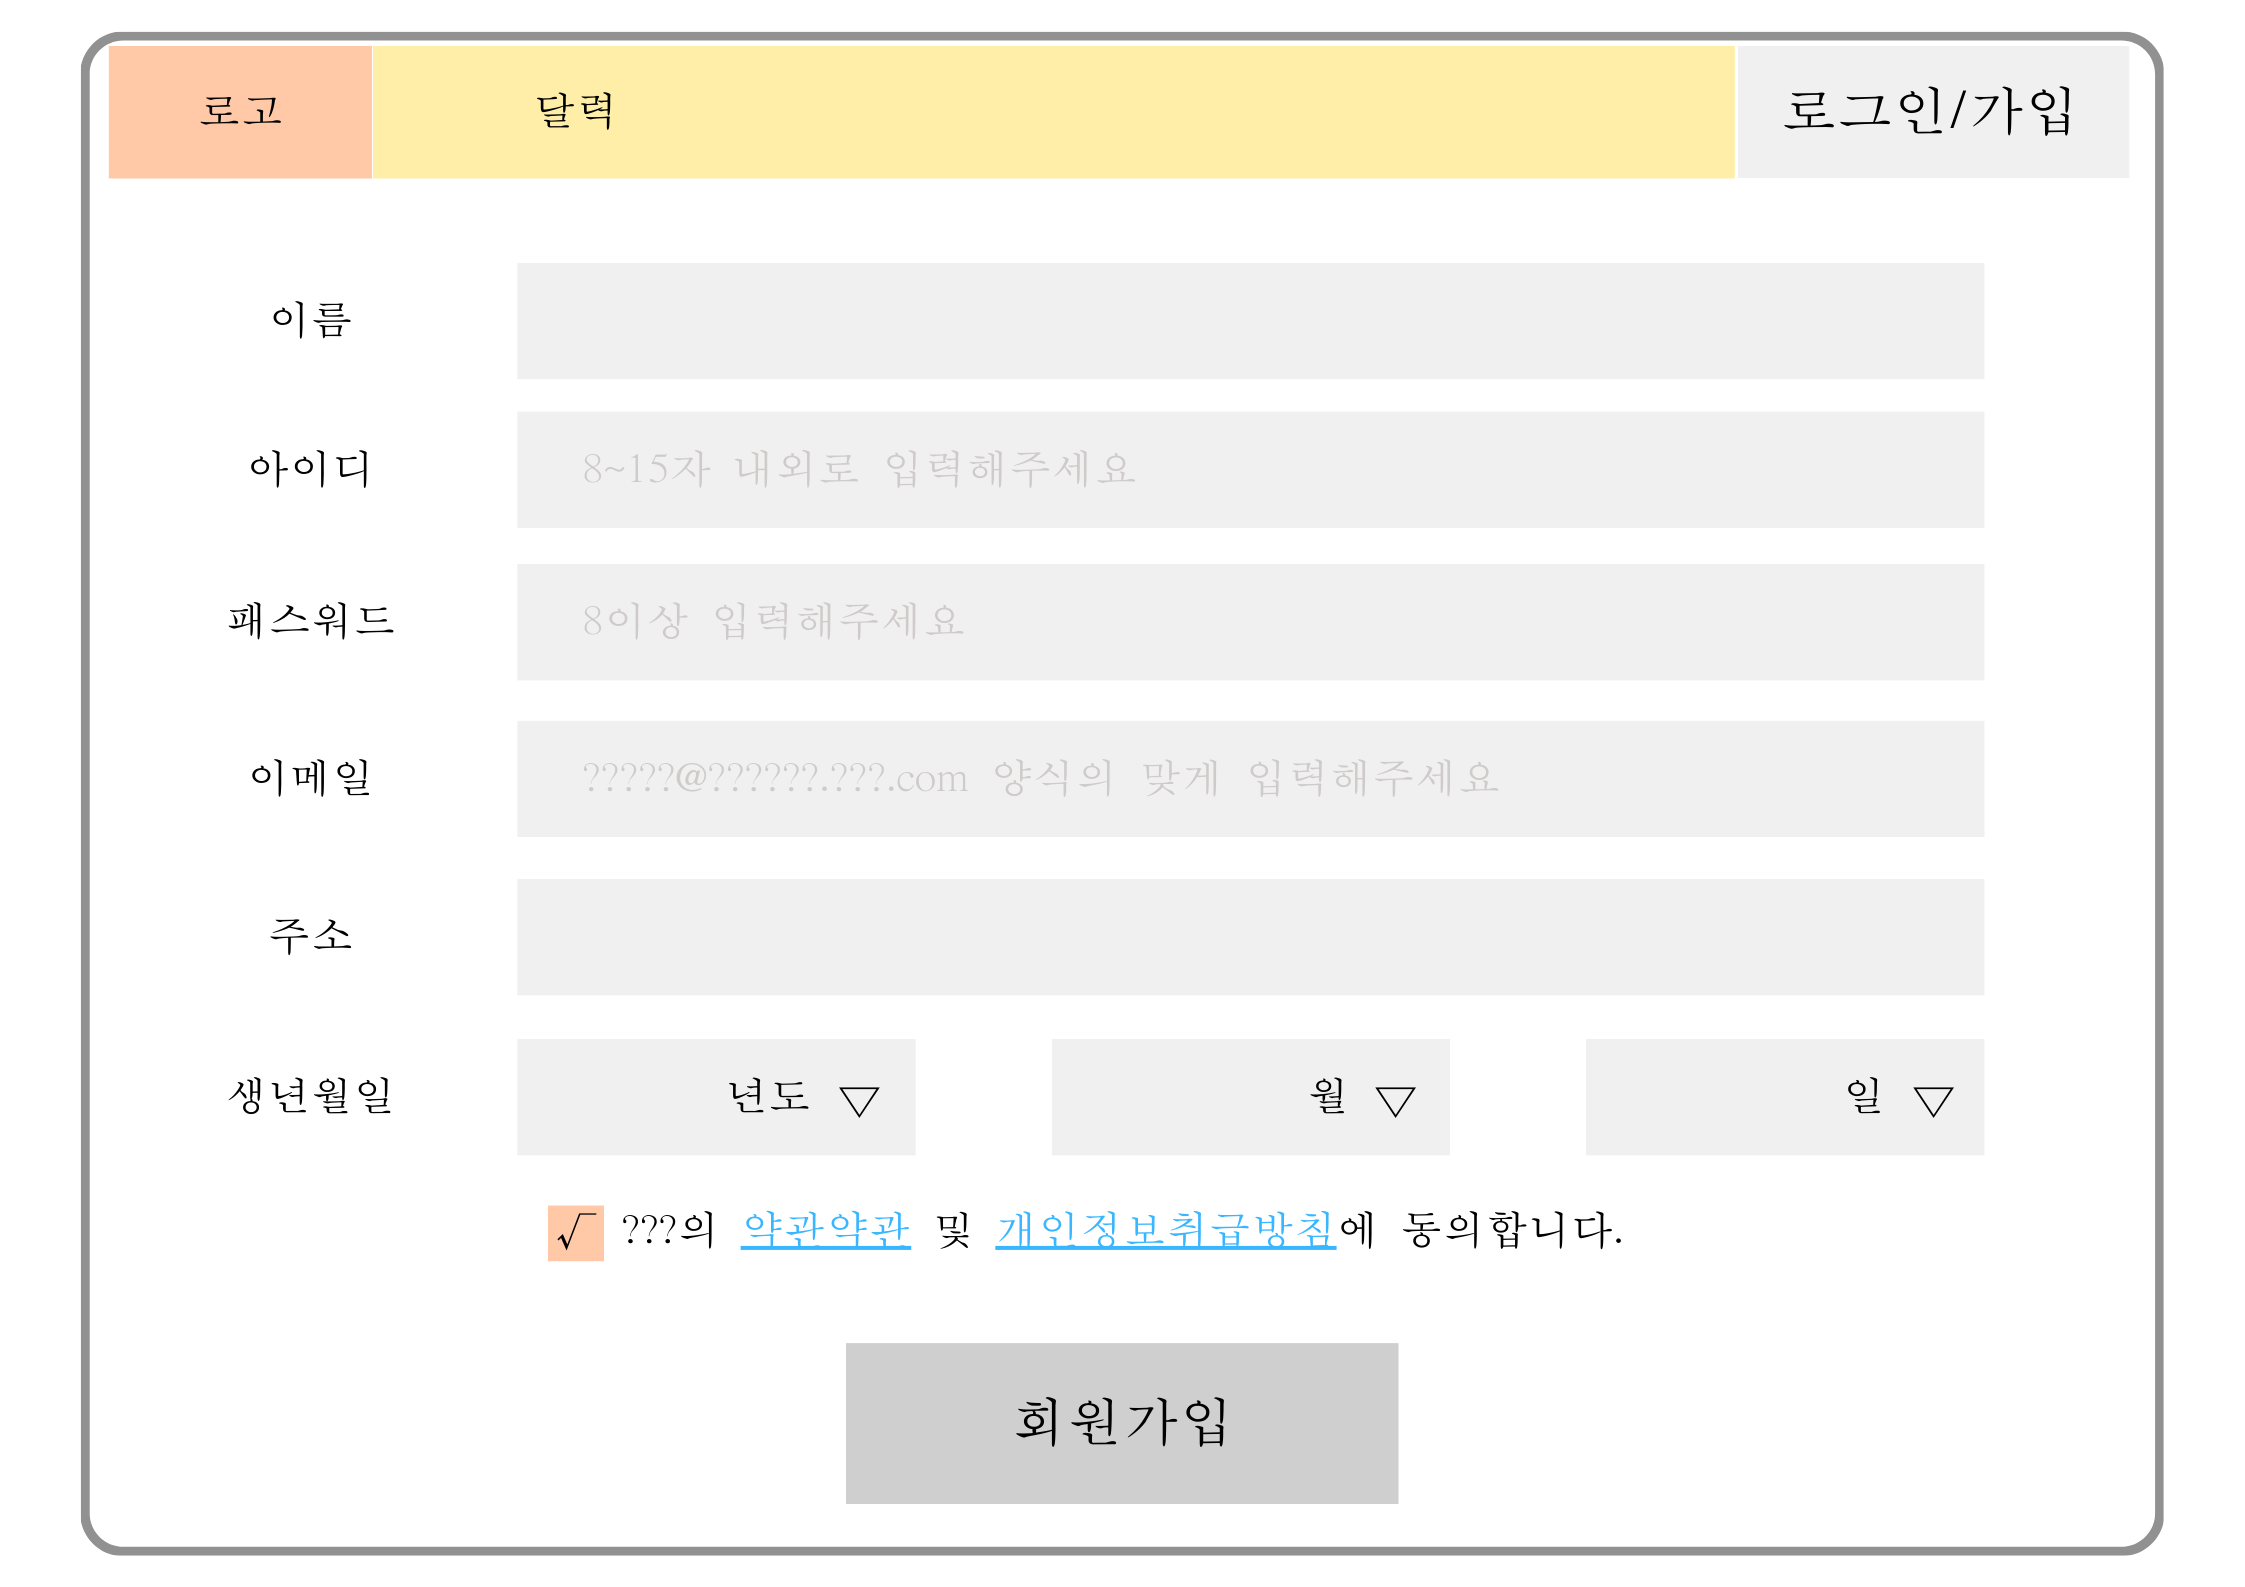 로고 달력 로그인/가입
이름
아이디 8~15자 내외로 입력해주세요
패스워드 8이상 입력해주세요
이메일 ?????@??????.???.com 양식의 맞게 입력해주세요
주소
생년월일 년도 ▽ 월 ▽ 일 ▽
√ ???의 약관약관 및 개인정보취급방침에 동의합니다.
회원가입